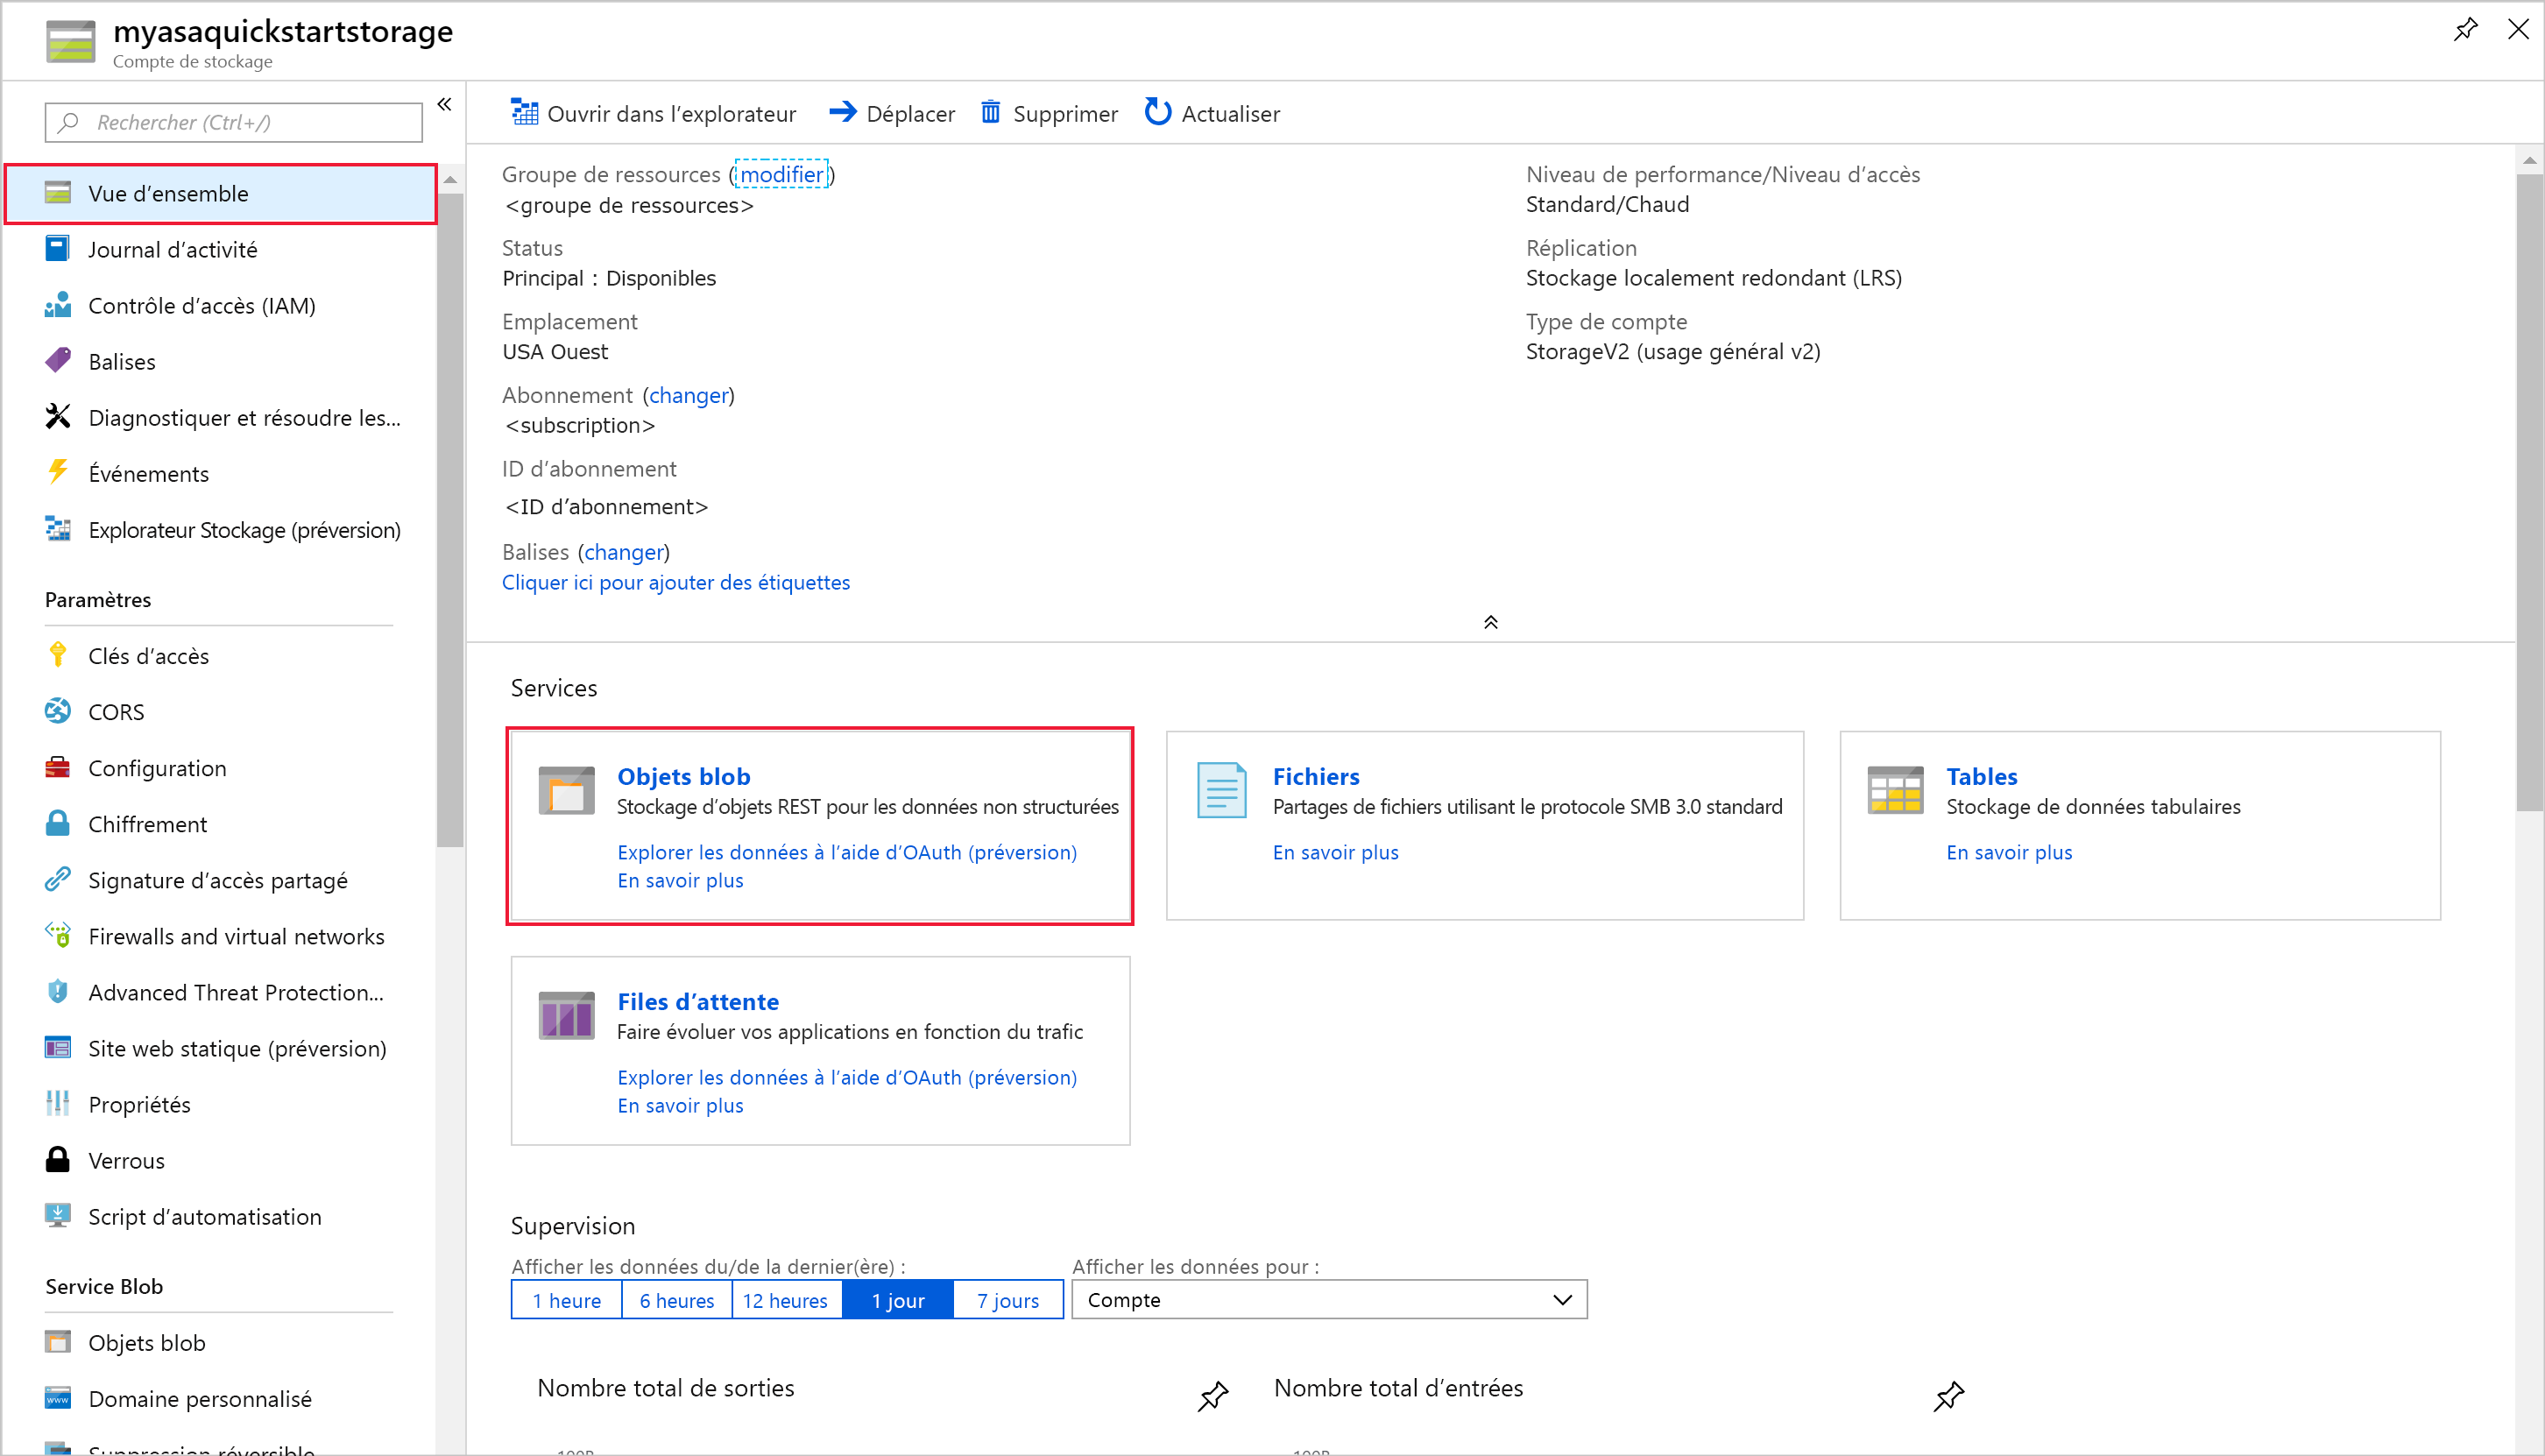 myasaquickstartstorage
Compte de stockage
Rechercher (Ctrl+/)
Vue d’ensemble
Journal d’activité
Contrôle d’accès (IAM)
Balises
Diagnostiquer et résoudre les...
Événements
Explorateur Stockage (préversion)
Paramètres
Clés d’accès
CORS
Configuration
Chiffrement
Signature d’accès partagé
Firewalls and virtual networks
Advanced Threat Protection...
Site web statique (préversion)
Propriétés
Verrous
Script d’automatisation
Service Blob
Objets blob
Domaine personnalisé
Suppression réversible
Ouvrir dans l’explorateur
Déplacer
Supprimer
Actualiser
Groupe de ressources (modifier)
<groupe de ressources>
Status
Principal : Disponibles
Emplacement
USA Ouest
Abonnement (changer)
<subscription>
ID d’abonnement
<ID d’abonnement>
Balises (changer)
Cliquer ici pour ajouter des étiquettes
Niveau de performance/Niveau d’accès
Standard/Chaud
Réplication
Stockage localement redondant (LRS)
Type de compte
StorageV2 (usage général v2)
Services
Objets blob
Stockage d’objets REST pour les données non structurées
Explorer les données à l’aide d’OAuth (préversion)
En savoir plus
Fichiers
Partages de fichiers utilisant le protocole SMB 3.0 standard
En savoir plus
Tables
Stockage de données tabulaires
En savoir plus
Files d’attente
Faire évoluer vos applications en fonction du trafic
Explorer les données à l’aide d’OAuth (préversion)
En savoir plus
Supervision
Afficher les données du/de la dernier(ère) :
1 heure
6 heures
12 heures
1 jour
7 jours
Afficher les données pour :
Compte
Nombre total de sorties
Nombre total d’entrées